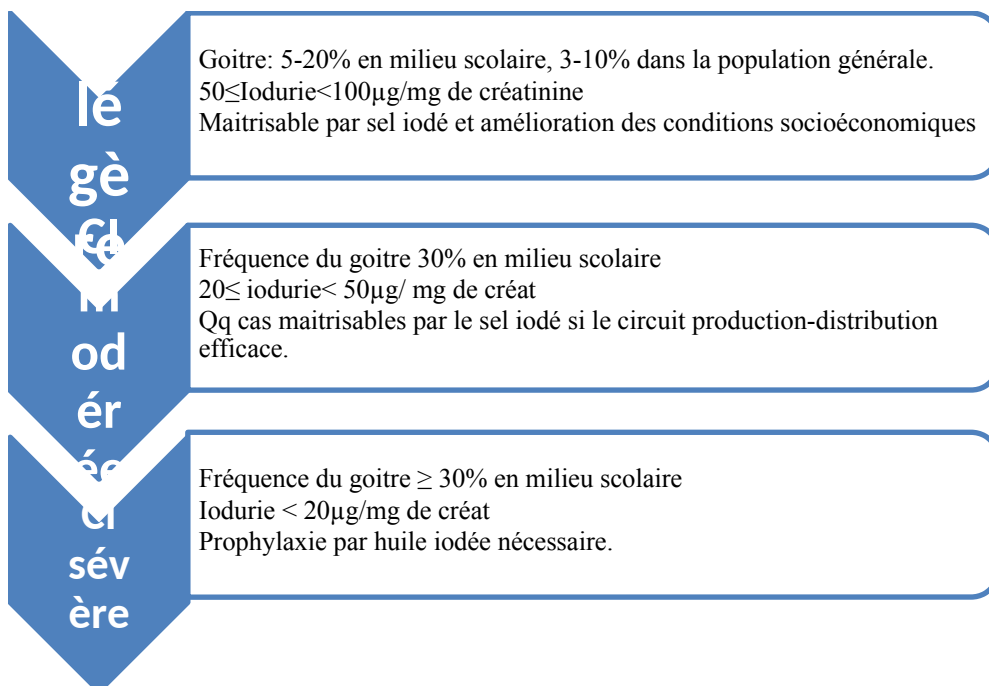 lé
gè
re
Goitre: 5-20% en milieu scolaire, 3-10% dans la population générale.
50≤Iodurie<100µg/mg de créatinine
Maitrisable par sel iodé et amélioration des conditions socioéconomiques
CI
m
od
ér
ée
Fréquence du goitre 30% en milieu scolaire
20≤ iodurie< 50µg/ mg de créat
Qq cas maitrisables par le sel iodé si le circuit production-distribution
efficace.
CI
sév
ère
Fréquence du goitre ≥ 30% en milieu scolaire
Iodurie < 20µg/mg de créat
Prophylaxie par huile iodée nécessaire.